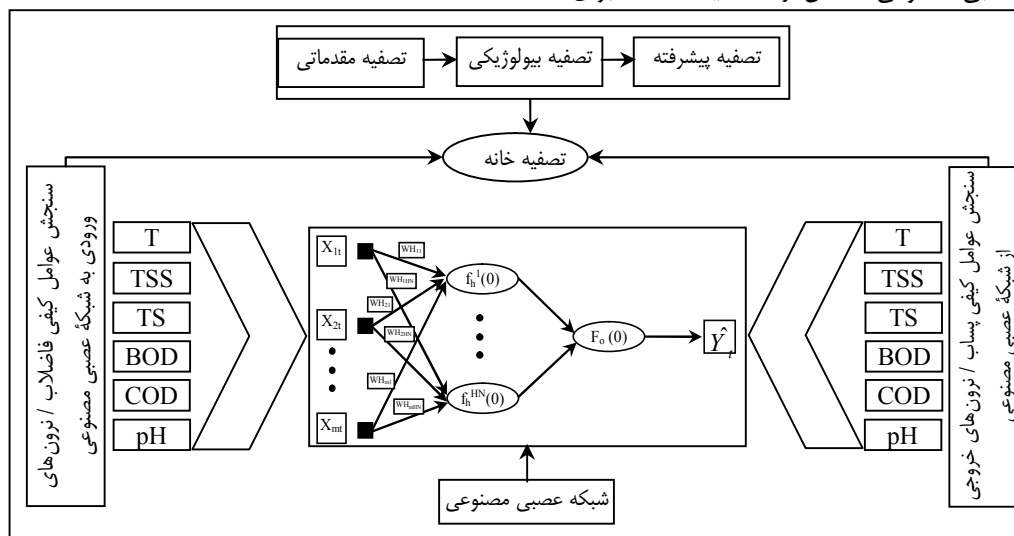 تصفیه مقدماتی
تصفیه بیولوژیکی
تصفیه پیشرفته
تصفیه خانه
سنجش عوامل کیفی فاضلاب / نرون‌های
ورودی به شبکهٔ عصبی مصنوعی
T
TSS
TS
BOD
COD
pH
X1t
X2t
Xmt
WH11
WH1HN
WH21
WH2HN
WHm1
WHmHN
fh1(0)
fhHN(0)
Fo (0)
Ŷt
شبکه عصبی مصنوعی
T
TSS
TS
BOD
COD
pH
سنجش عوامل کیفی پساب / نرون‌های خروجی
از شبکهٔ عصبی مصنوعی